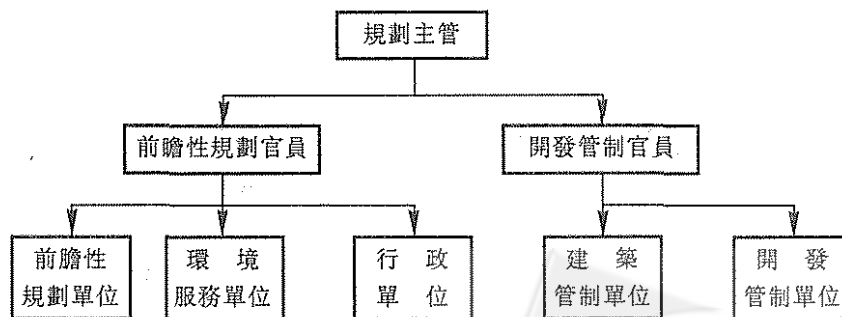 規劃主管
前瞻性規劃官員
開發管制官員
前瞻性
規劃單位
環境
服務單位
行政
單位
建築
管制單位
開發
管制單位